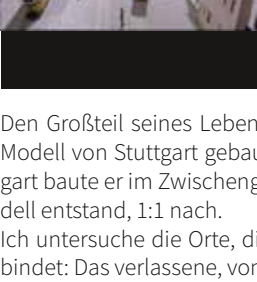 Den Großteil seines Leben
Modell von Stuttgart gebau
gart baute er im Zwischeng
dell entstand, 1:1 nach.
Ich untersuche die Orte, di
bindet: Das verlassene, vor